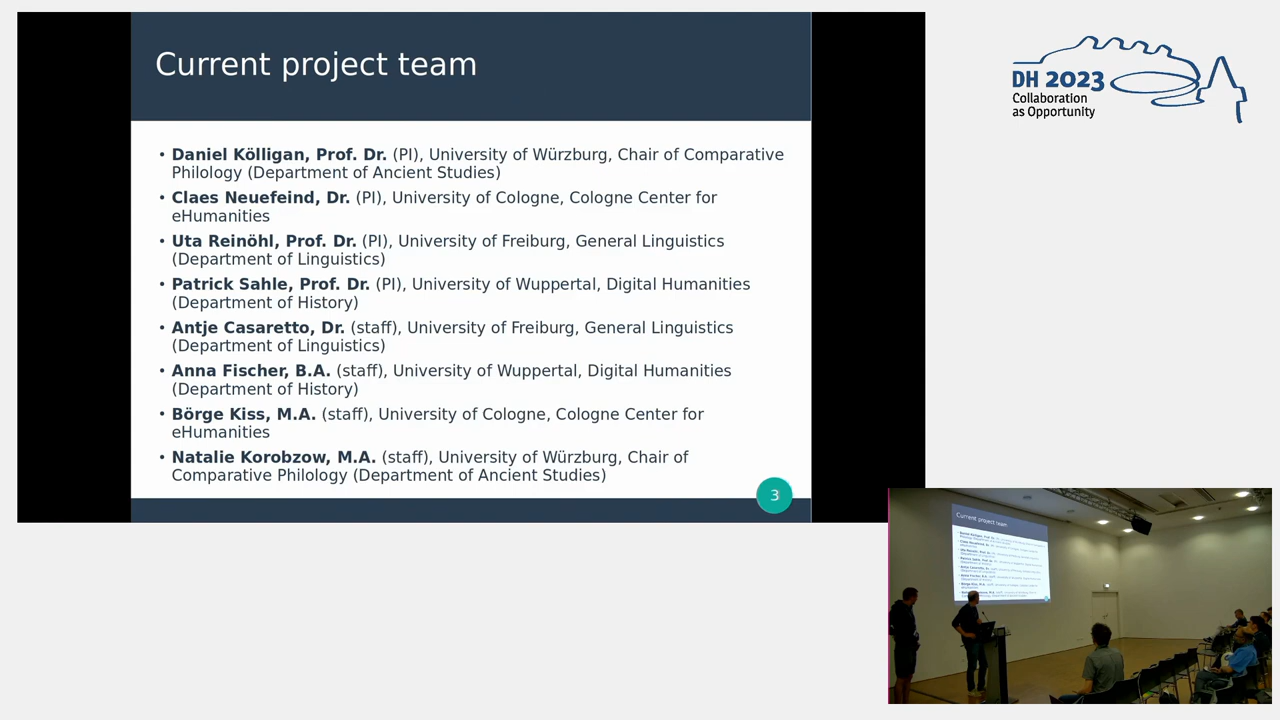 Current project team
• Daniel Kölligan, Prof. Dr. (PI), University of Würzburg, Chair of Comparative
Philology (Department of Ancient Studies)
• Claes Neuefeind, Dr. (PI), University of Cologne, Cologne Center for
eHumanities
• Uta Reinöhl, Prof. Dr. (PI), University of Freiburg, General Linguistics
(Department of Linguistics)
• Patrick Sahle, Prof. Dr. (PI), University of Wuppertal, Digital Humanities
(Department of History)
• Antje Casaretto, Dr. (staff), University of Freiburg, General Linguistics
(Department of Linguistics)
• Anna Fischer, B.A. (staff), University of Wuppertal, Digital Humanities
(Department of History)
• Börge Kiss, M.A. (staff), University of Cologne, Cologne Center for
eHumanities
• Natalie Korobzow, M.A. (staff), University of Würzburg, Chair of
Comparative Philology (Department of Ancient Studies)
3
DH 2023
Collaboration
as Opportunity
Current project team